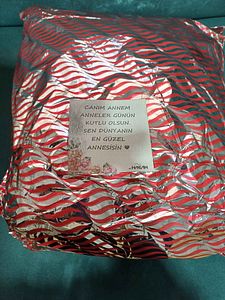 CANIM ANNEM
ANNELER GÜNÜN
KUTLU OLSUN.
SEN DÜNYANIN
EN GÜZEL
ANNESİSİN ♥